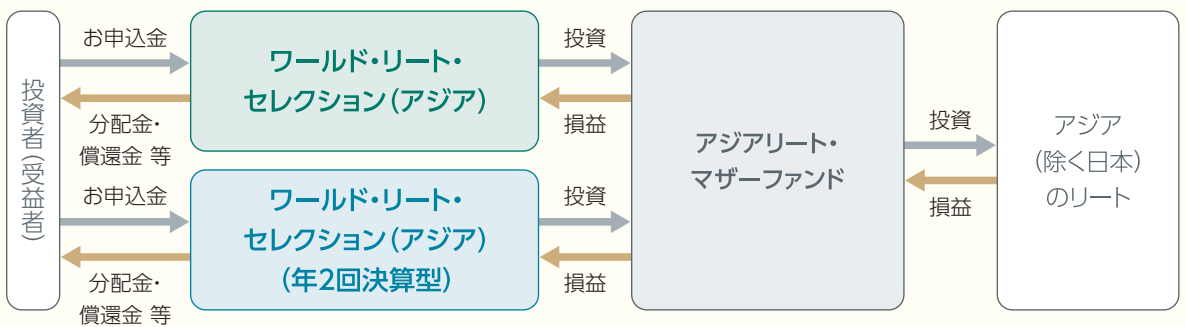 投資者（受益者）
お申込金
分配金・
償還金 等
お申込金
分配金・
償還金 等
ワールド・リート・
セレクション（アジア）
ワールド・リート・
セレクション（アジア）
（年2回決算型）
投資
損益
投資
損益
アジアリート・
マザーファンド
投資
損益
アジア
（除く日本）
のリート